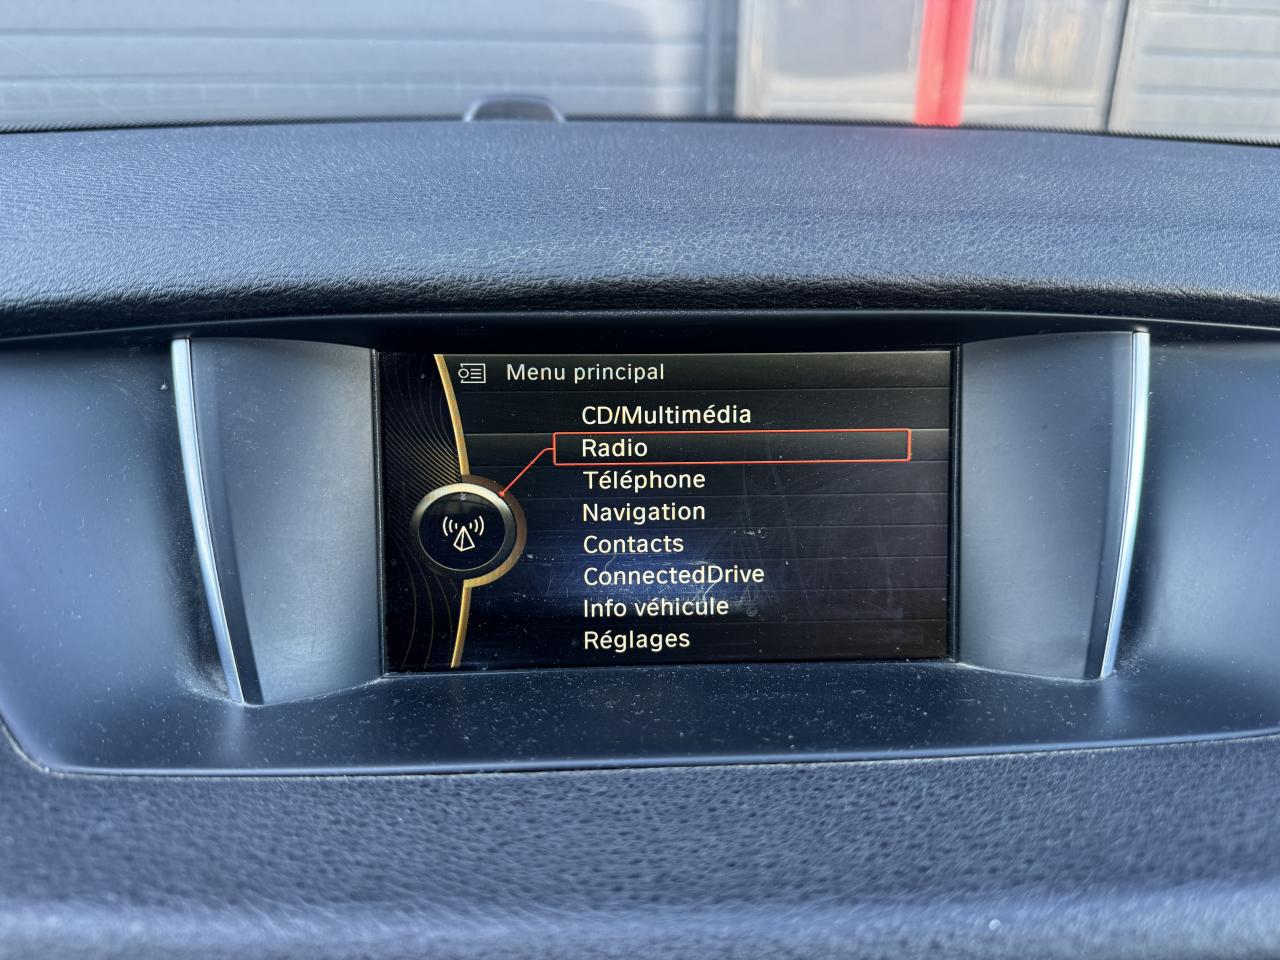 Menu principal
CD/Multimédia
Radio
Téléphone
Navigation
Contacts
ConnectedDrive
Info véhicule
Réglages